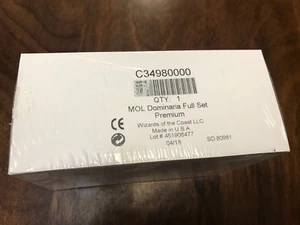 C34980000
QTY: 1
MOL Dominaria Full Set
Premium
Wizards of the Coast LLC
Made in U.S.A
Lot # 451906477
04/18
SO 80981
CE